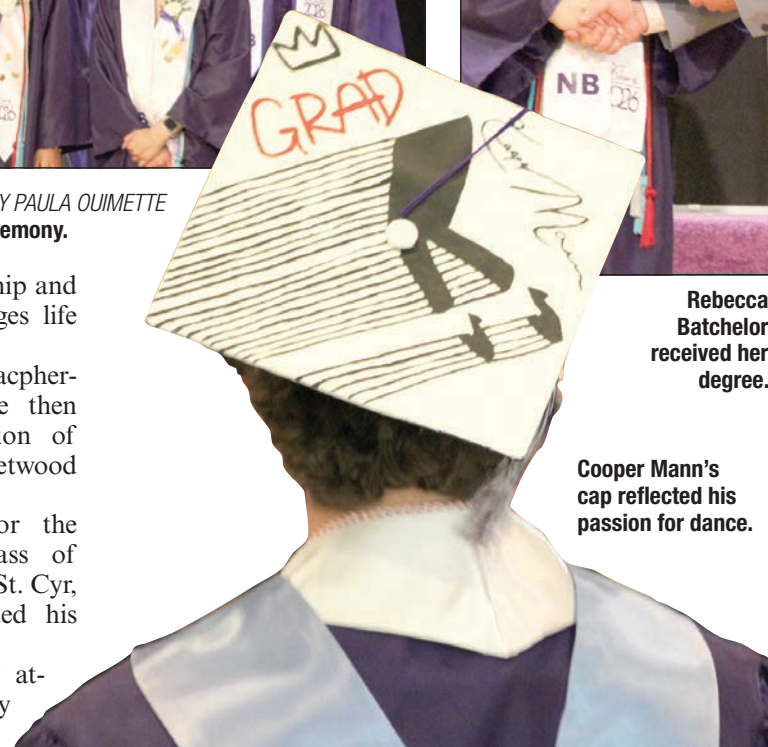 2026
NB
2026
GRAD
Cooper Mann
Y PAULA OUIMETTE
emony.
hip and
ges life
acpher-
e then
ion of
etwood
or the
ass of
St. Cyr,
ed his
at-
y
Rebecca
Batchelor
received her
degree.
Cooper Mann’s
cap reflected his
passion for dance.